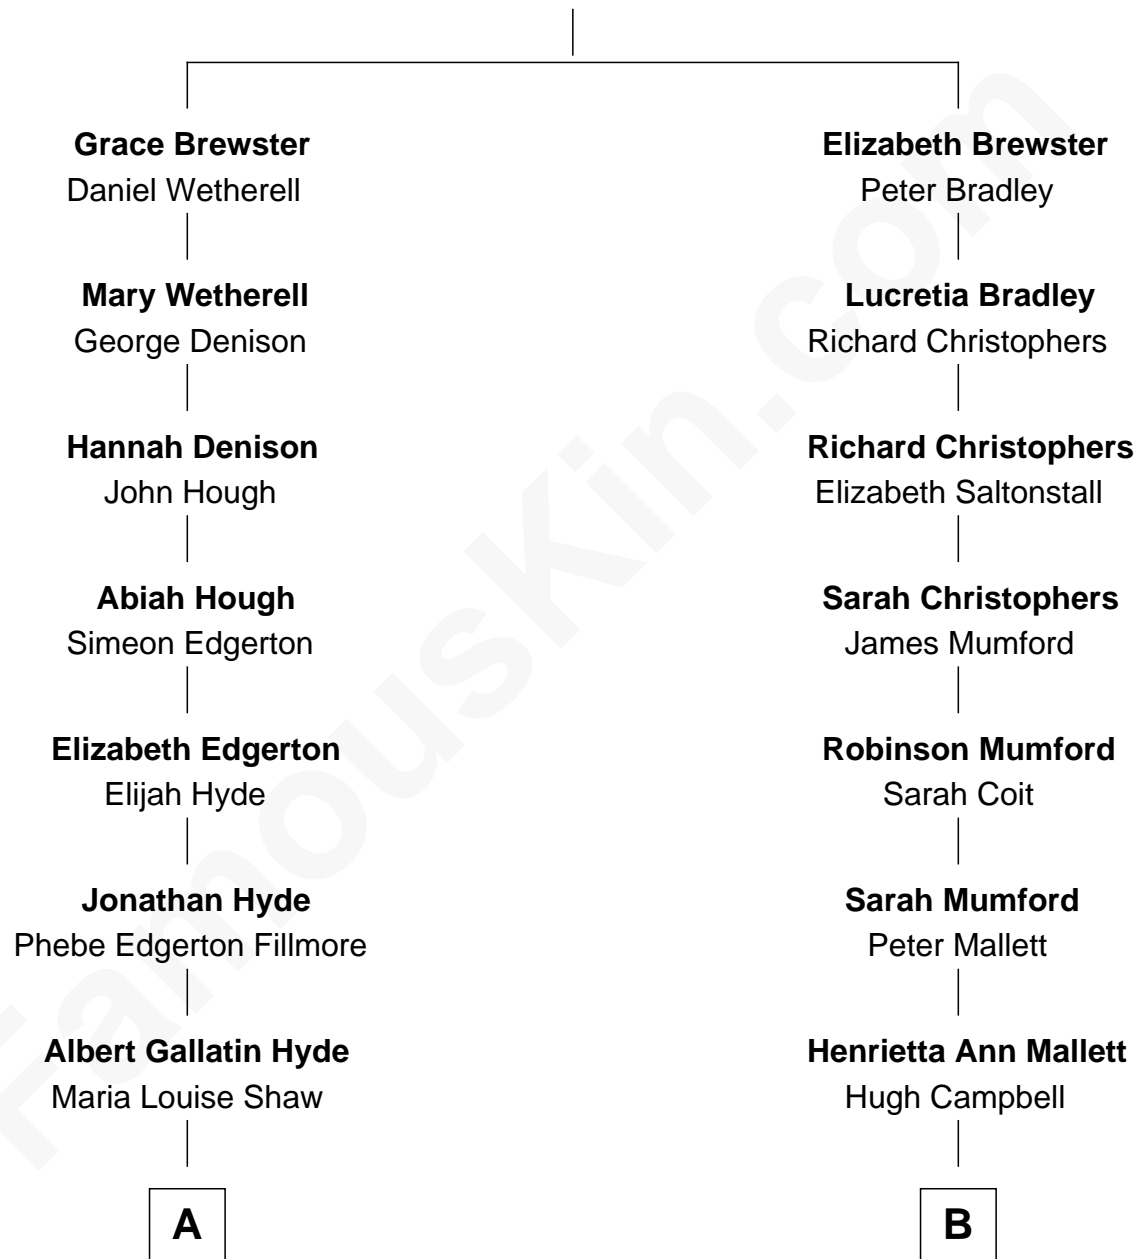 Grace Brewster
Daniel Wetherell
Mary Wetherell
George Denison
Hannah Denison
John Hough
Abiah Hough
Simeon Edgerton
Elizabeth Edgerton
Elijah Hyde
Jonathan Hyde
Phebe Edgerton Fillmore
Albert Gallatin Hyde
Maria Louise Shaw
A
Elizabeth Brewster
Peter Bradley
Lucretia Bradley
Richard Christophers
Richard Christophers
Elizabeth Saltonstall
Sarah Christophers
James Mumford
Robinson Mumford
Sarah Coit
Sarah Mumford
Peter Mallett
Henrietta Ann Mallett
Hugh Campbell
B
FamousKin.com